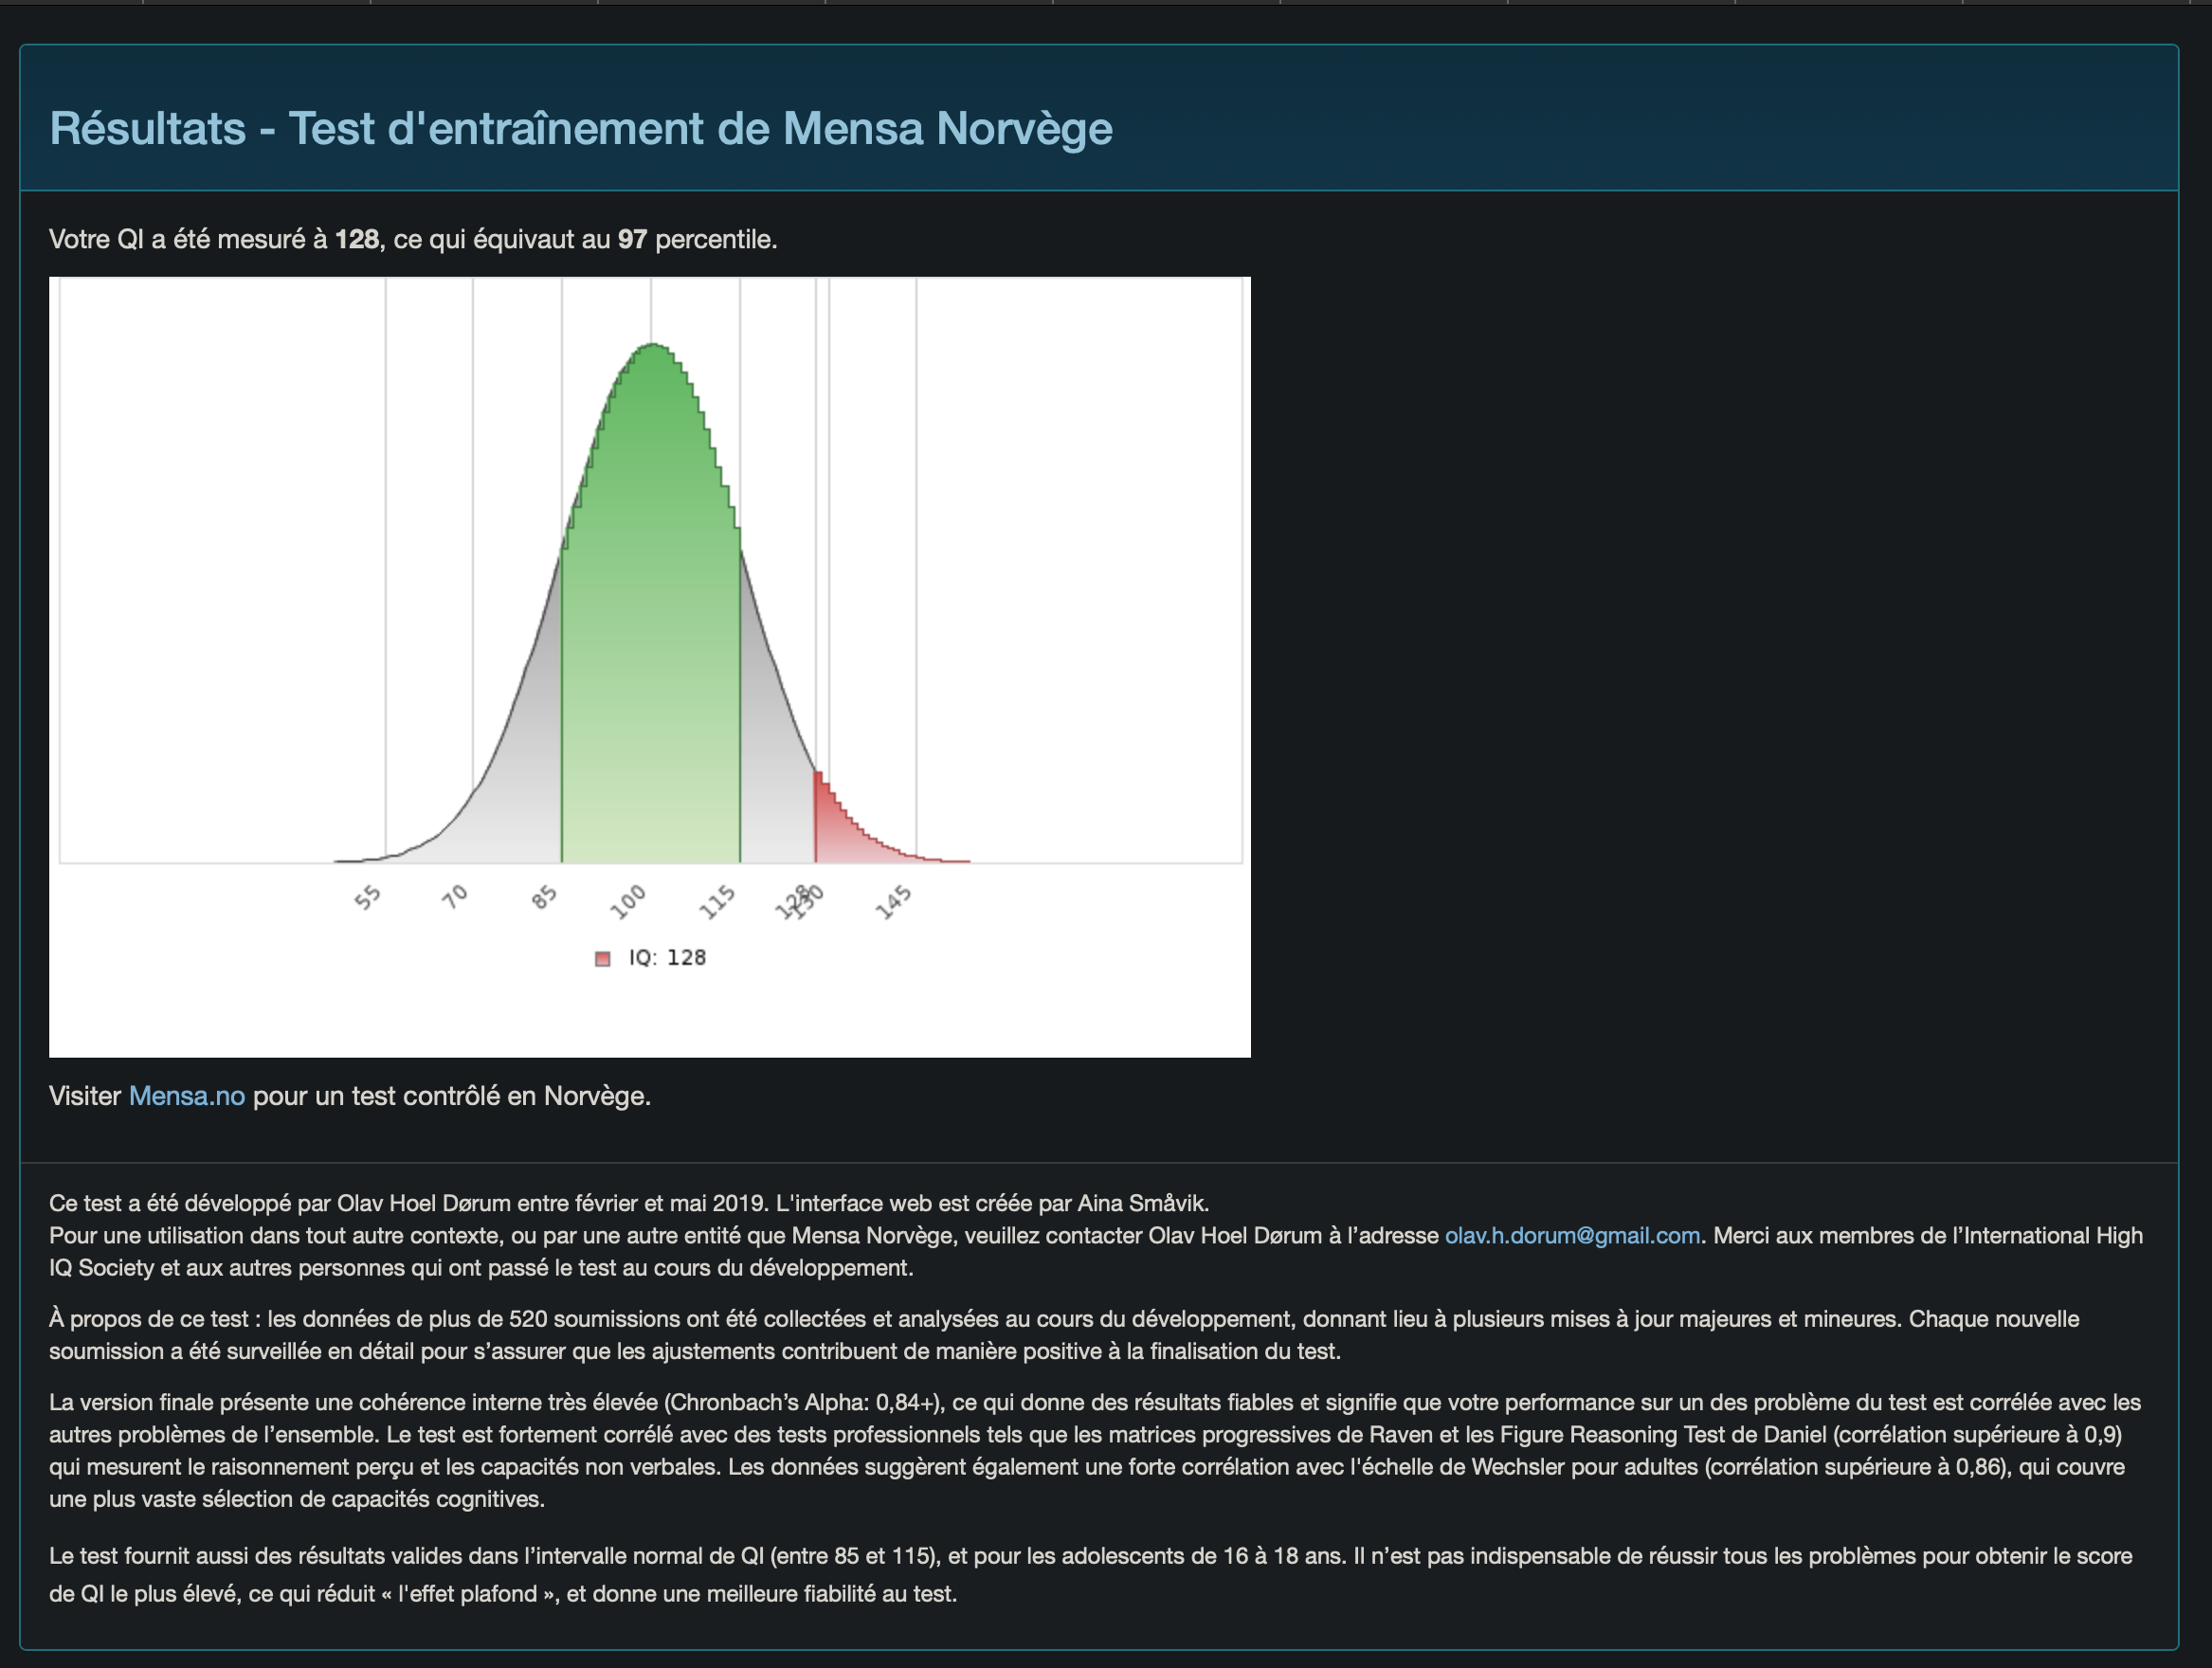 Résultats - Test d'entraînement de Mensa Norvège
Votre QI a été mesuré à 128, ce qui équivaut au 97 percentile.
55 70 85 100 115 128 130 145
IQ: 128
Visiter Mensa.no pour un test contrôlé en Norvège.
Ce test a été développé par Olav Hoel Dørum entre février et mai 2019. L'interface web est créée par Aina Småvik.
Pour une utilisation dans tout autre contexte, ou par une autre entité que Mensa Norvège, veuillez contacter Olav Hoel Dørum à l’adresse olav.h.dorum@gmail.com. Merci aux membres de l’International High
IQ Society et aux autres personnes qui ont passé le test au cours du développement.
À propos de ce test : les données de plus de 520 soumissions ont été collectées et analysées au cours du développement, donnant lieu à plusieurs mises à jour majeures et mineures. Chaque nouvelle
soumission a été surveillée en détail pour s’assurer que les ajustements contribuent de manière positive à la finalisation du test.
La version finale présente une cohérence interne très élevée (Chronbach’s Alpha: 0,84+), ce qui donne des résultats fiables et signifie que votre performance sur un des problème du test est corrélée avec les
autres problèmes de l’ensemble. Le test est fortement corrélé avec des tests professionnels tels que les matrices progressives de Raven et les Figure Reasoning Test de Daniel (corrélation supérieure à 0,9)
qui mesurent le raisonnement perçu et les capacités non verbales. Les données suggèrent également une forte corrélation avec l'échelle de Wechsler pour adultes (corrélation supérieure à 0,86), qui couvre
une plus vaste sélection de capacités cognitives.
Le test fournit aussi des résultats valides dans l’intervalle normal de QI (entre 85 et 115), et pour les adolescents de 16 à 18 ans. Il n’est pas indispensable de réussir tous les problèmes pour obtenir le score
de QI le plus élevé, ce qui réduit « l'effet plafond », et donne une meilleure fiabilité au test.